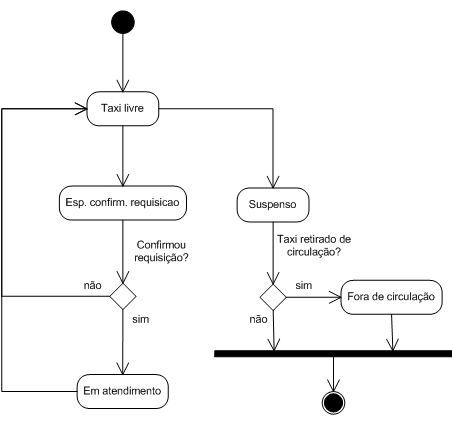 Taxi livre
Esp. confirm. requisicao
Suspenso
Confirmou
requisição?
Taxi retirado de
circulação?
não
sim
sim
Fora de circulação
não
Em atendimento